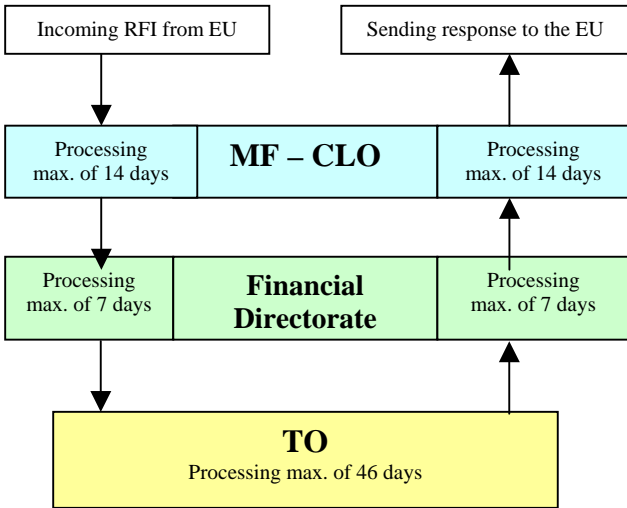 Incoming RFI from EU
Sending response to the EU
Processing
max. of 14 days
MF – CLO
Processing
max. of 14 days
Processing
max. of 7 days
Financial
Directorate
Processing
max. of 7 days
TO
Processing max. of 46 days